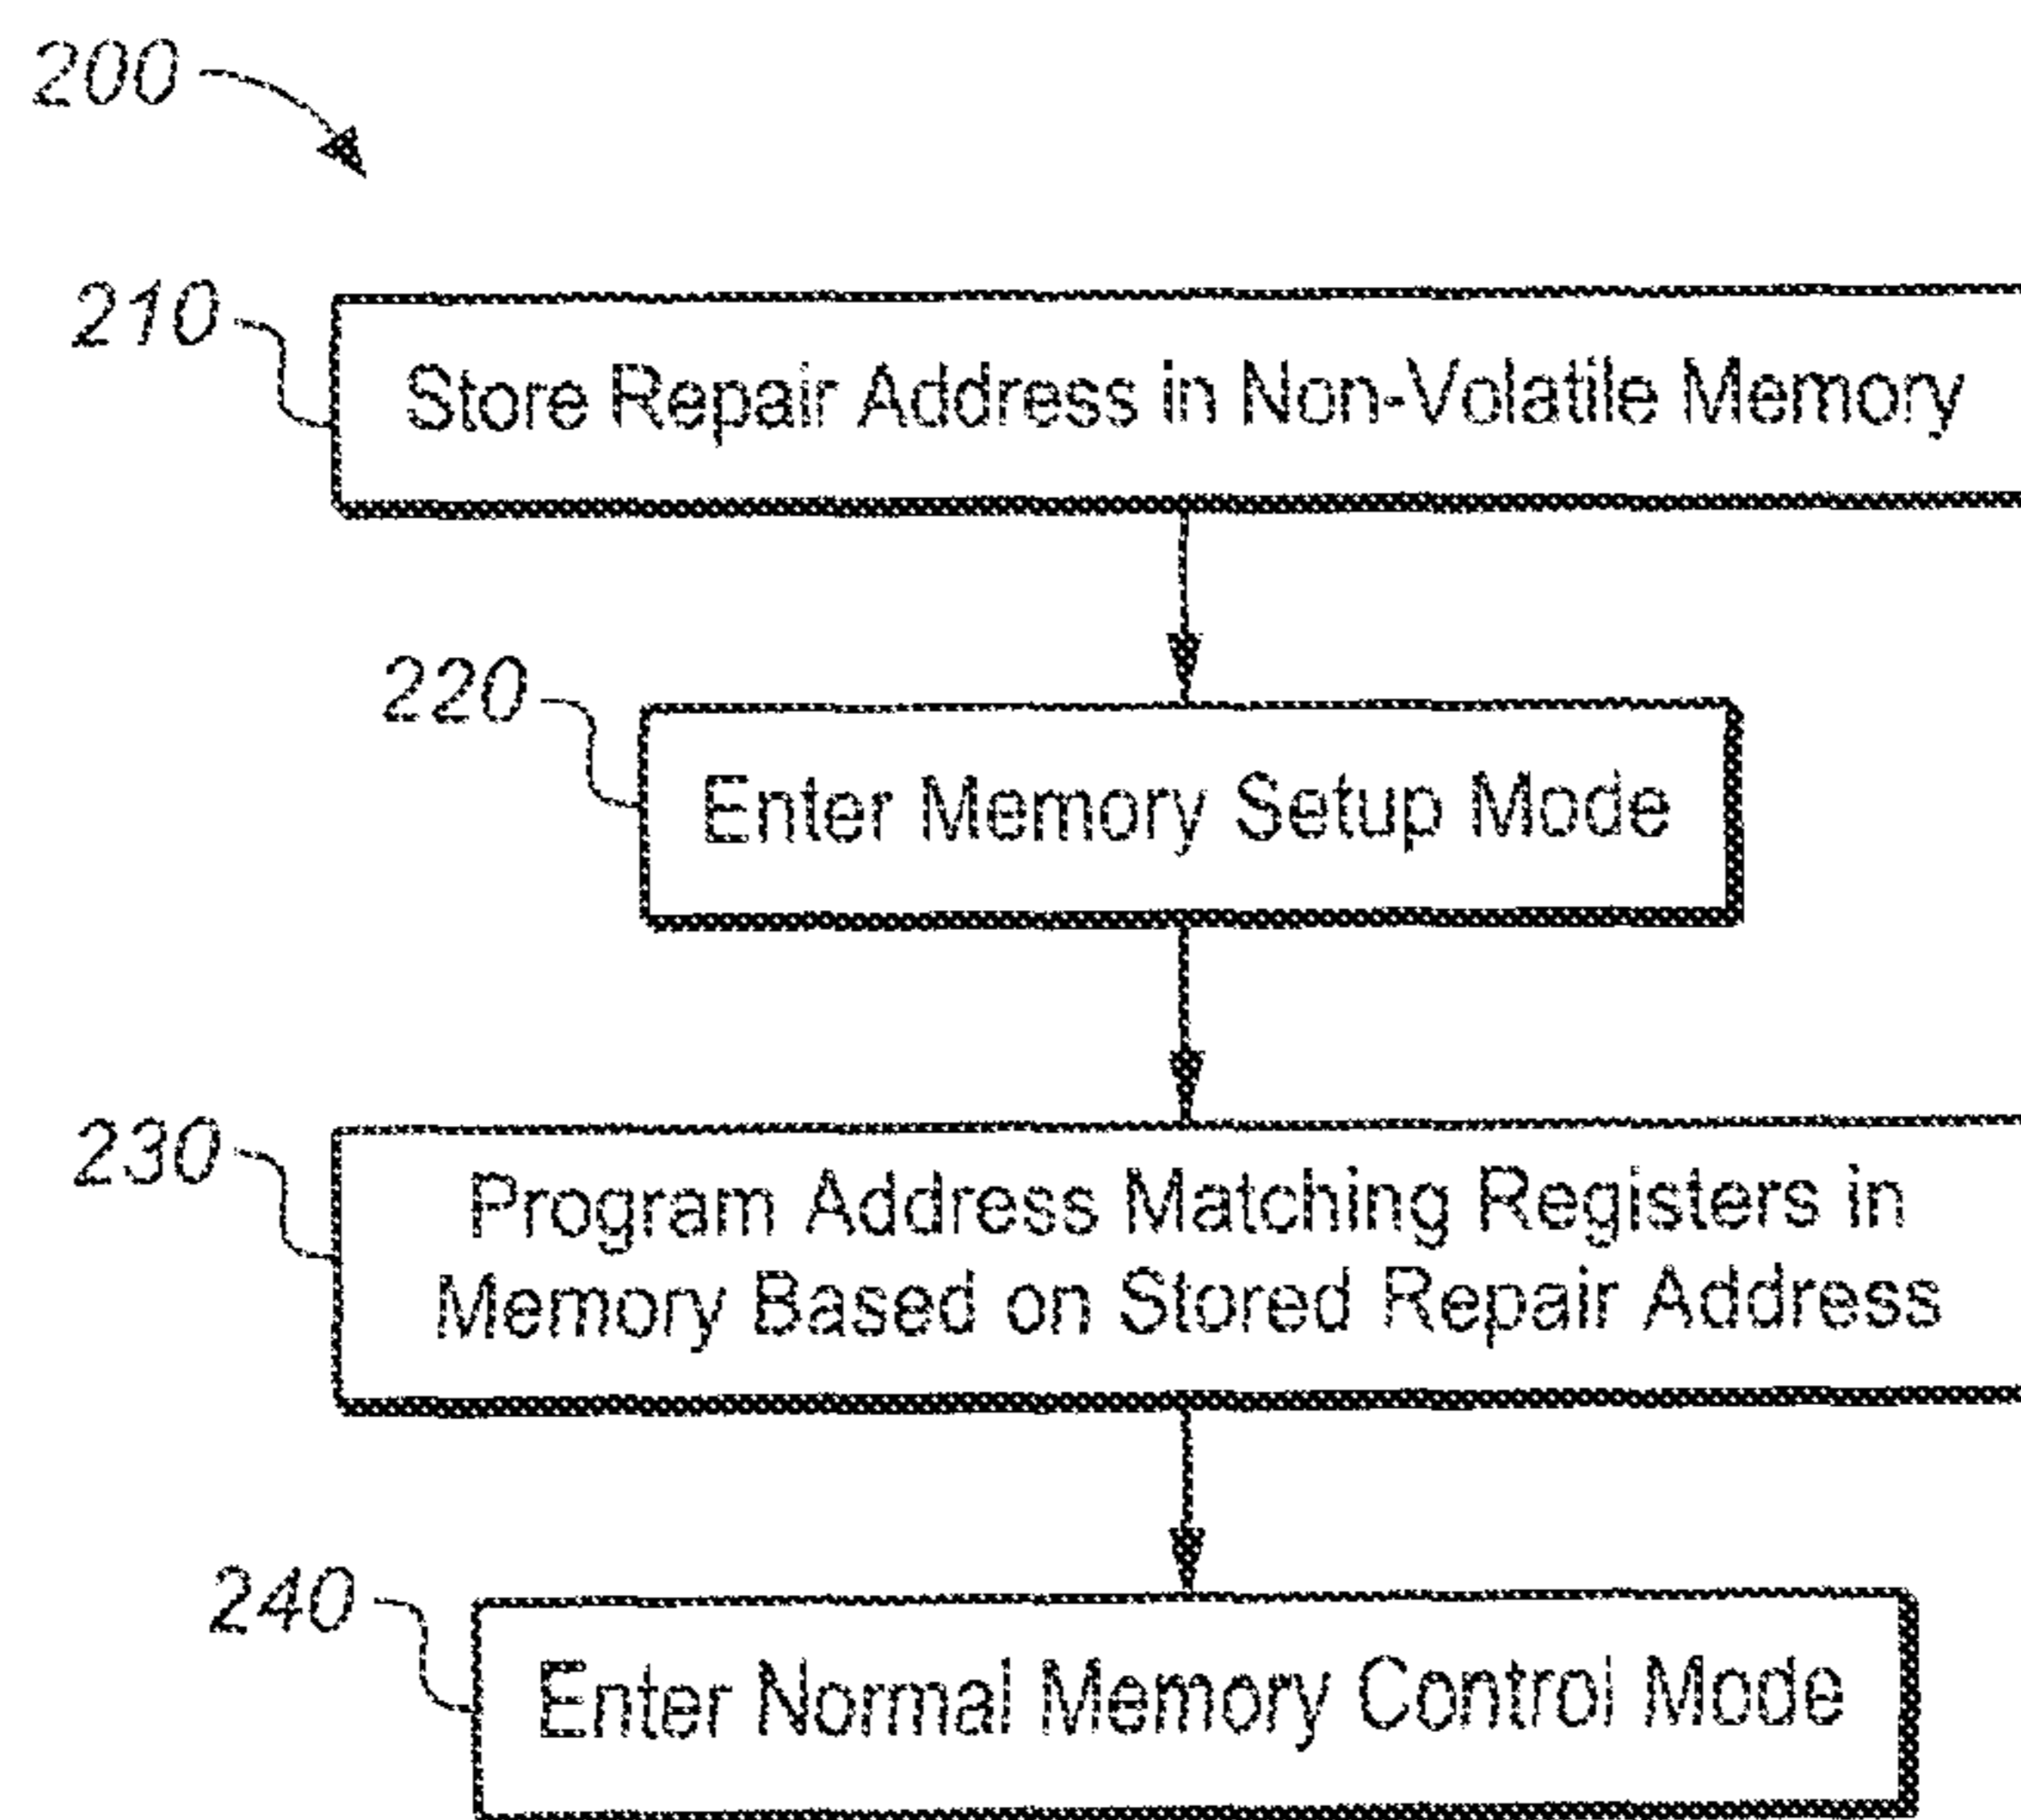 200
210
Store Repair Address in Non-Volatile Memory
220
Enter Memory Setup Mode
230
Program Address Matching Registers in
Memory Based on Stored Repair Address
240
Enter Normal Memory Control Mode